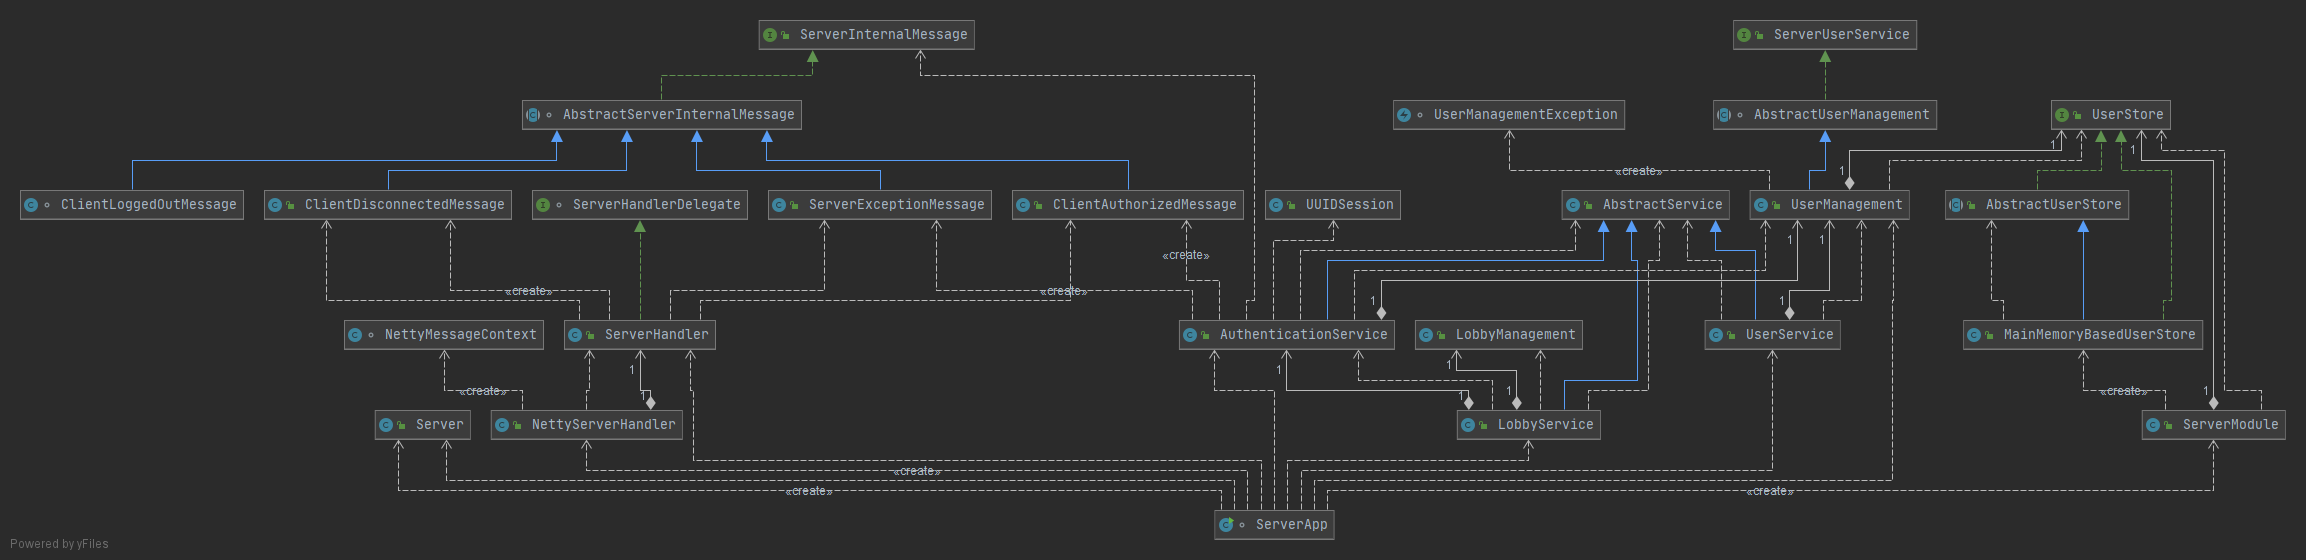 ServerInternalMessage
ServerUserService
AbstractServerInternalMessage
UserManagementException
AbstractUserManagement
UserStore
1
1
«create»
1
ClientLoggedOutMessage
ClientDisconnectedMessage
ServerHandlerDelegate
ServerExceptionMessage
ClientAuthorizedMessage
UUIDSession
AbstractService
UserManagement
AbstractUserStore
1
1
«create»
«create»
«create»
1
1
NettyMessageContext
ServerHandler
AuthenticationService
LobbyManagement
UserService
MainMemoryBasedUserStore
1
1
1
«create»
1
1
1
«create»
1
Server
NettyServerHandler
LobbyService
ServerModule
«create»
«create»
«create»
ServerApp
Powered by yFiles